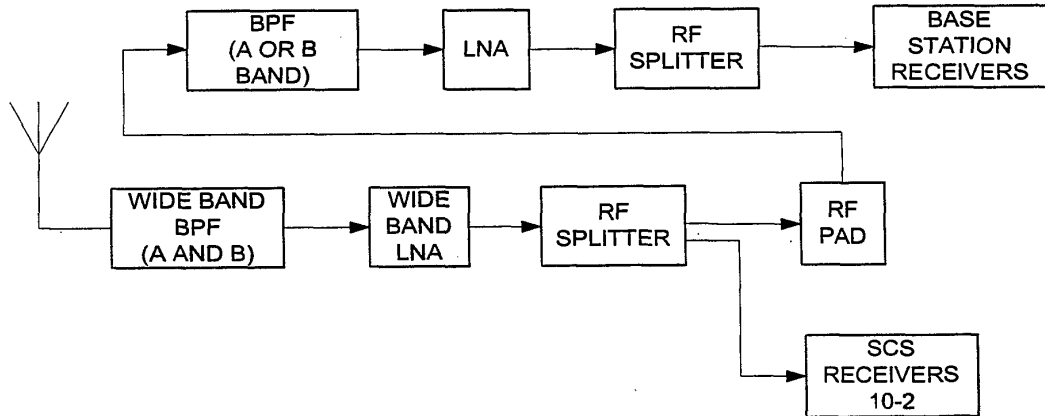 BPF
(A OR B
BAND)
LNA
RF
SPLITTER
BASE
STATION
RECEIVERS
WIDE BAND
BPF
(A AND B)
WIDE
BAND
LNA
RF
SPLITTER
RF
PAD
SCS
RECEIVERS
10-2